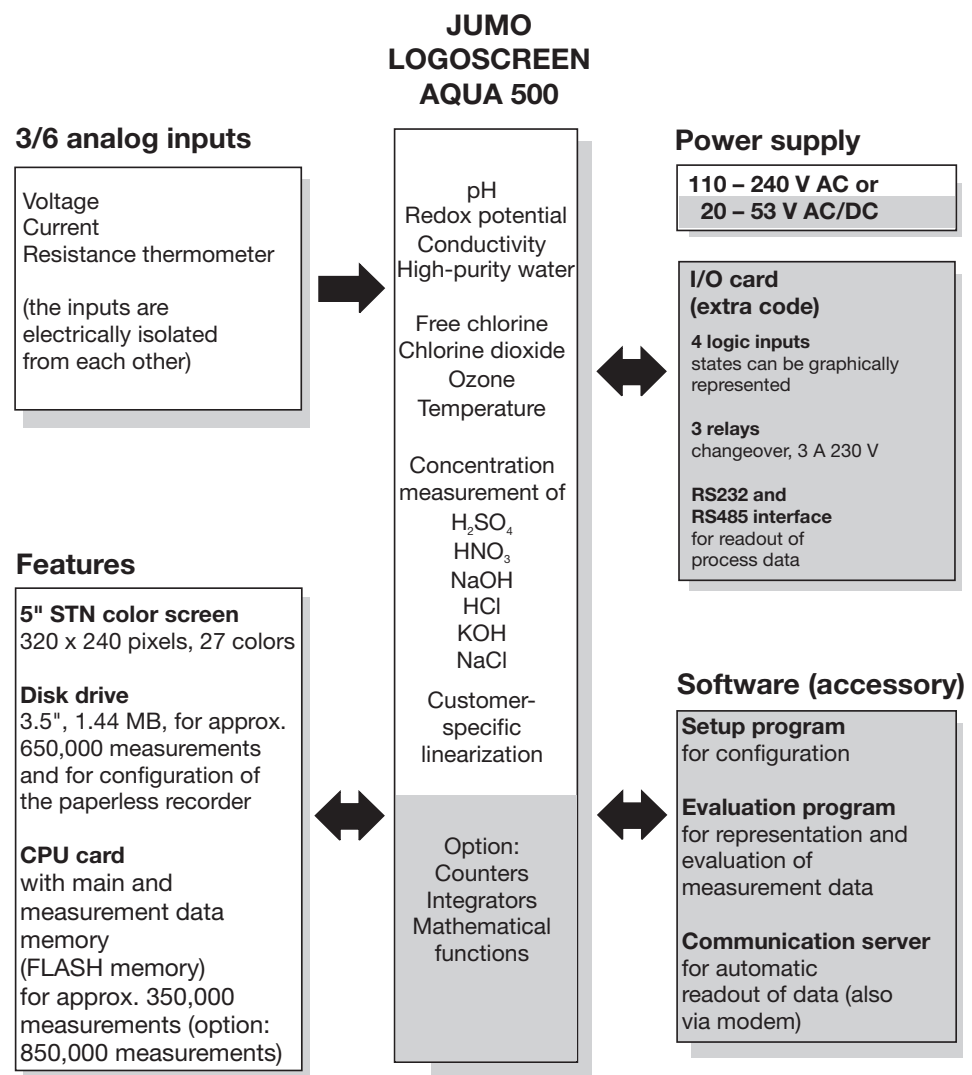 JUMO
LOGOSCREEN
AQUA 500
3/6 analog inputs
Voltage
Current
Resistance thermometer
(the inputs are
electrically isolated
from each other)
Features
5" STN color screen
320 x 240 pixels, 27 colors
Disk drive
3.5", 1.44 MB, for approx.
650,000 measurements
and for configuration of
the paperless recorder
CPU card
with main and
measurement data
memory
(FLASH memory)
for approx. 350,000
measurements (option:
850,000 measurements)
pH
Redox potential
Conductivity
High-purity water
Free chlorine
Chlorine dioxide
Ozone
Temperature
Concentration
measurement of
H₂SO₄
HNO₃
NaOH
HCl
KOH
NaCl
Customer-
specific
linearization
Option:
Counters
Integrators
Mathematical
functions
Power supply
110 – 240 V AC or
20 – 53 V AC/DC
I/O card
(extra code)
4 logic inputs
states can be graphically
represented
3 relays
changeover, 3 A 230 V
RS232 and
RS485 interface
for readout of
process data
Software (accessory)
Setup program
for configuration
Evaluation program
for representation and
evaluation of
measurement data
Communication server
for automatic
readout of data (also
via modem)